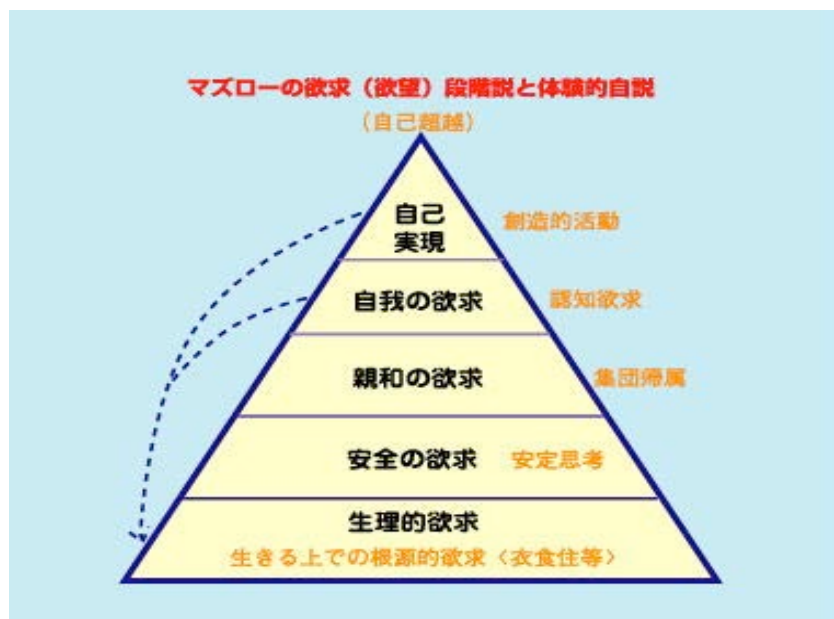 マズローの欲求（欲望）段階説と体験的自説
（自己超越）
自己
実現
創造的活動
自我の欲求
認知欲求
親和の欲求
集団帰属
安全の欲求
安定思考
生理的欲求
生きる上での根源的欲求〈衣食住等〉